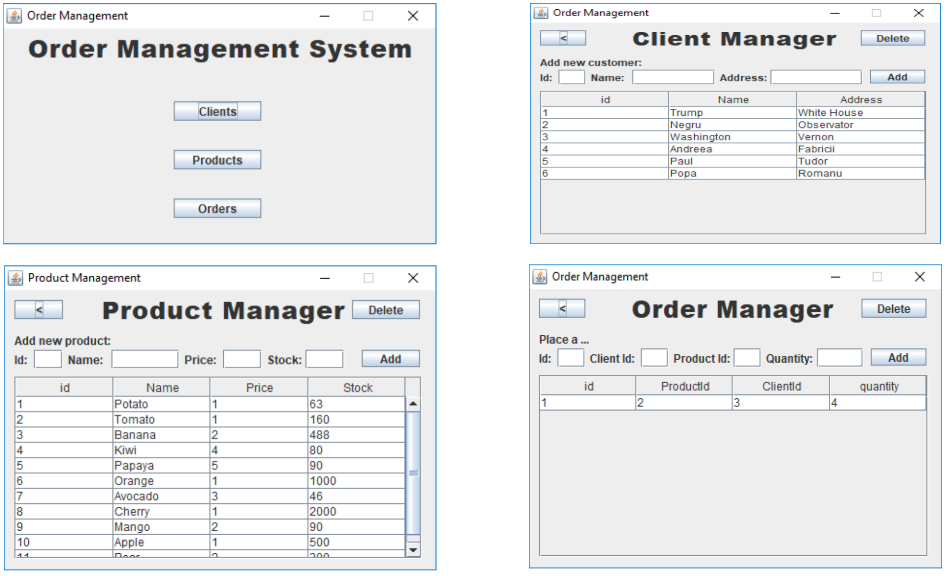 Order Management
Order Management System
Clients
Products
Orders
Order Management
< Client Manager Delete
Add new customer:
Id: Name: Address: Add
id Name Address
1 Trump White House
2 Negru Observator
3 Washington Vernon
4 Andreea Fabricii
5 Paul Tudor
6 Popa Romanu
Product Management
< Product Manager Delete
Add new product:
Id: Name: Price: Stock: Add
id Name Price Stock
1 Potato 1 63
2 Tomato 1 160
3 Banana 2 488
4 Kiwi 4 80
5 Papaya 5 90
6 Orange 1 1000
7 Avocado 3 46
8 Cherry 1 2000
9 Mango 2 90
10 Apple 1 500
Order Management
< Order Manager Delete
Place a ...
Id: Client Id: Product Id: Quantity: Add
id ProductId ClientId quantity
1 2 3 4